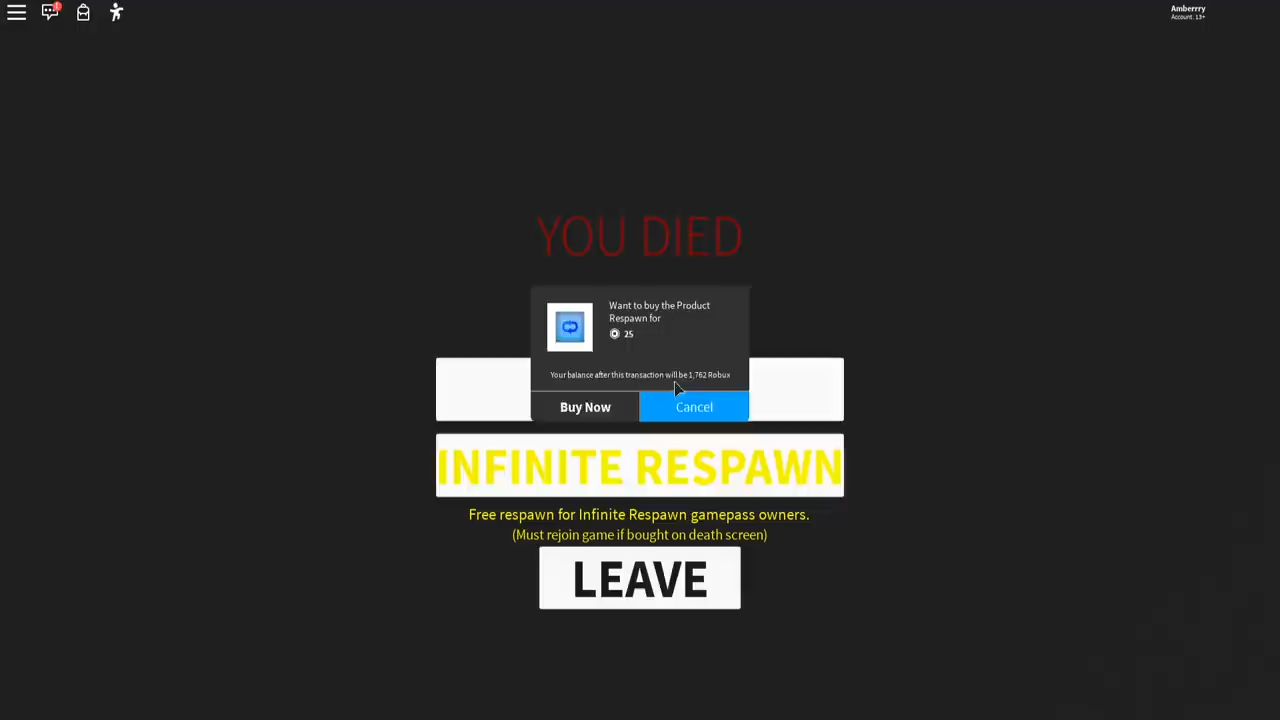 Amberrry
Account: 13+
YOU DIED
Want to buy the Product
Respawn for
25
Your balance after this transaction will be 1,762 Robux
Buy Now
Cancel
INFINITE RESPAWN
Free respawn for Infinite Respawn gamepass owners.
(Must rejoin game if bought on death screen)
LEAVE